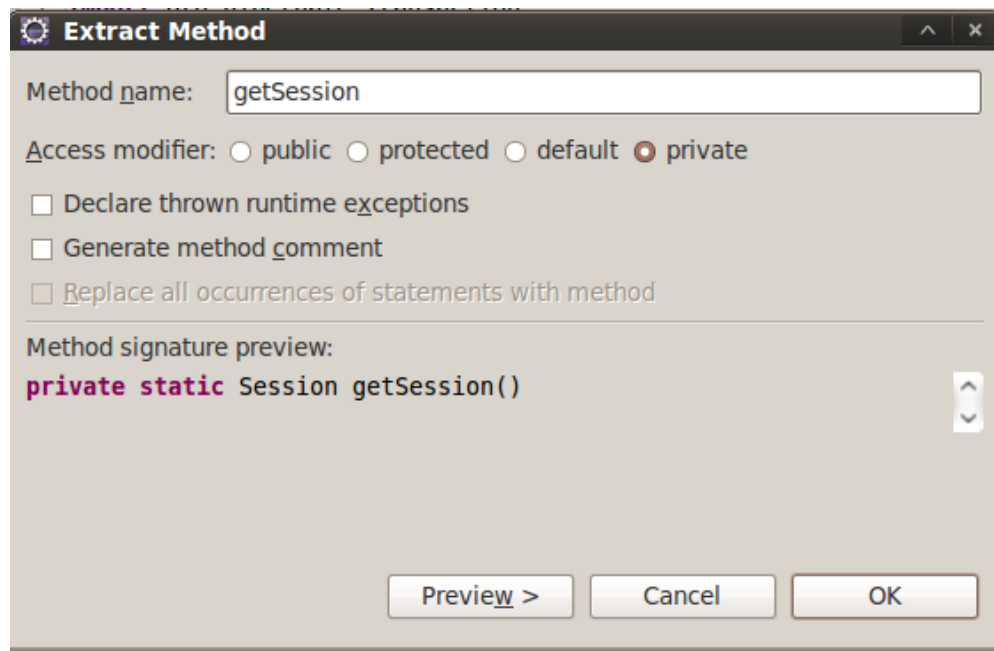 Extract Method
Method name: getSession
Access modifier: public protected default private
Declare thrown runtime exceptions
Generate method comment
Replace all occurrences of statements with method
Method signature preview:
private static Session getSession()
Preview > Cancel OK